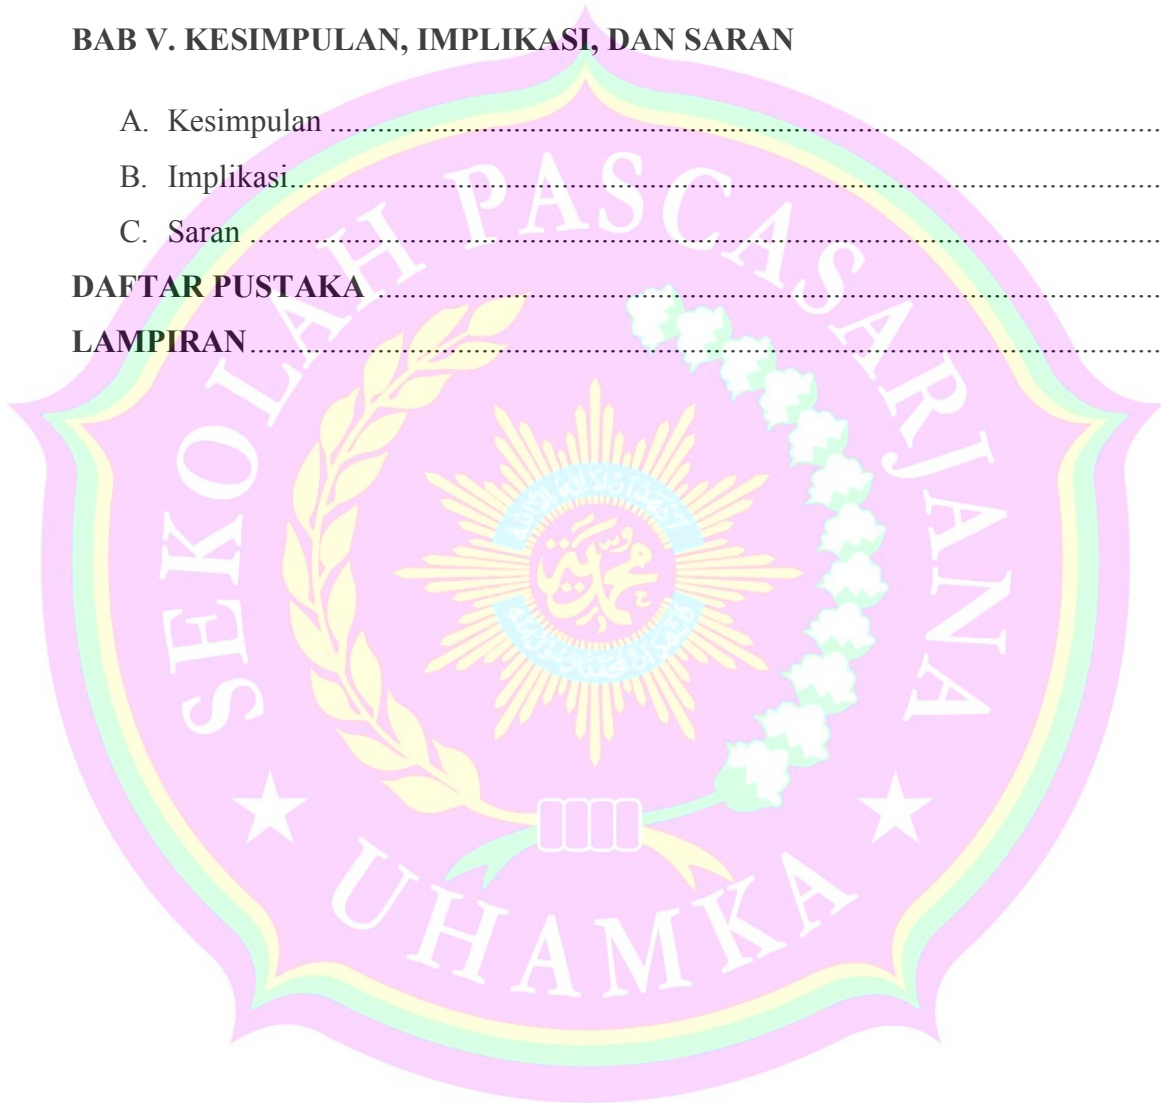 BAB V. KESIMPULAN, IMPLIKASI, DAN SARAN
A. Kesimpulan ................................................................................
B. Implikasi................................................................................
C. Saran ................................................................................
DAFTAR PUSTAKA ................................................................................
LAMPIRAN................................................................................
SEKOLAH PASCASARJANA
UHAMKA